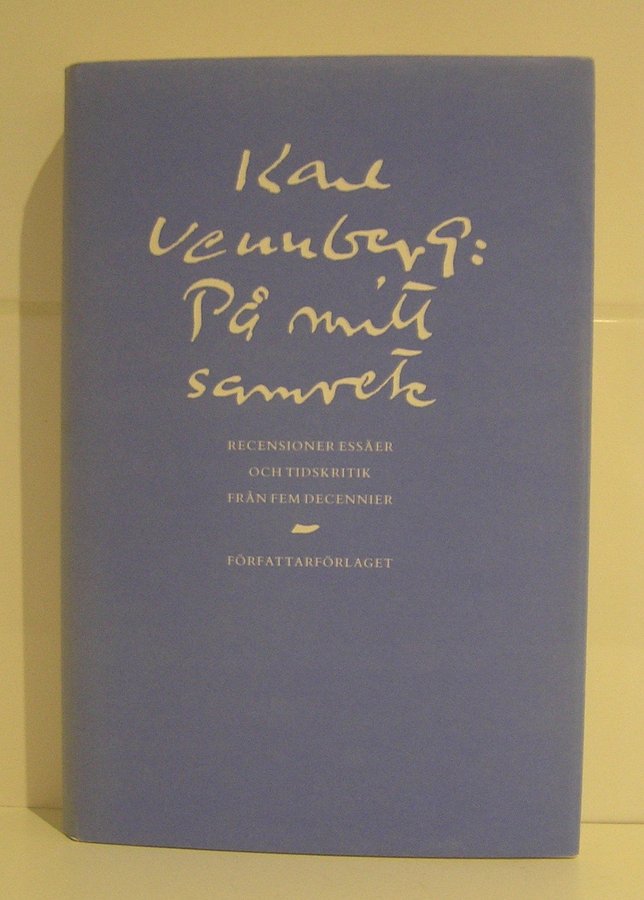 Karl
Vennberg:
På mitt
samvete
RECENSIONER ESSÄER
OCH TIDSKRITIK
FRÅN FEM DECENNIER
FÖRFATTARFÖRLAGET